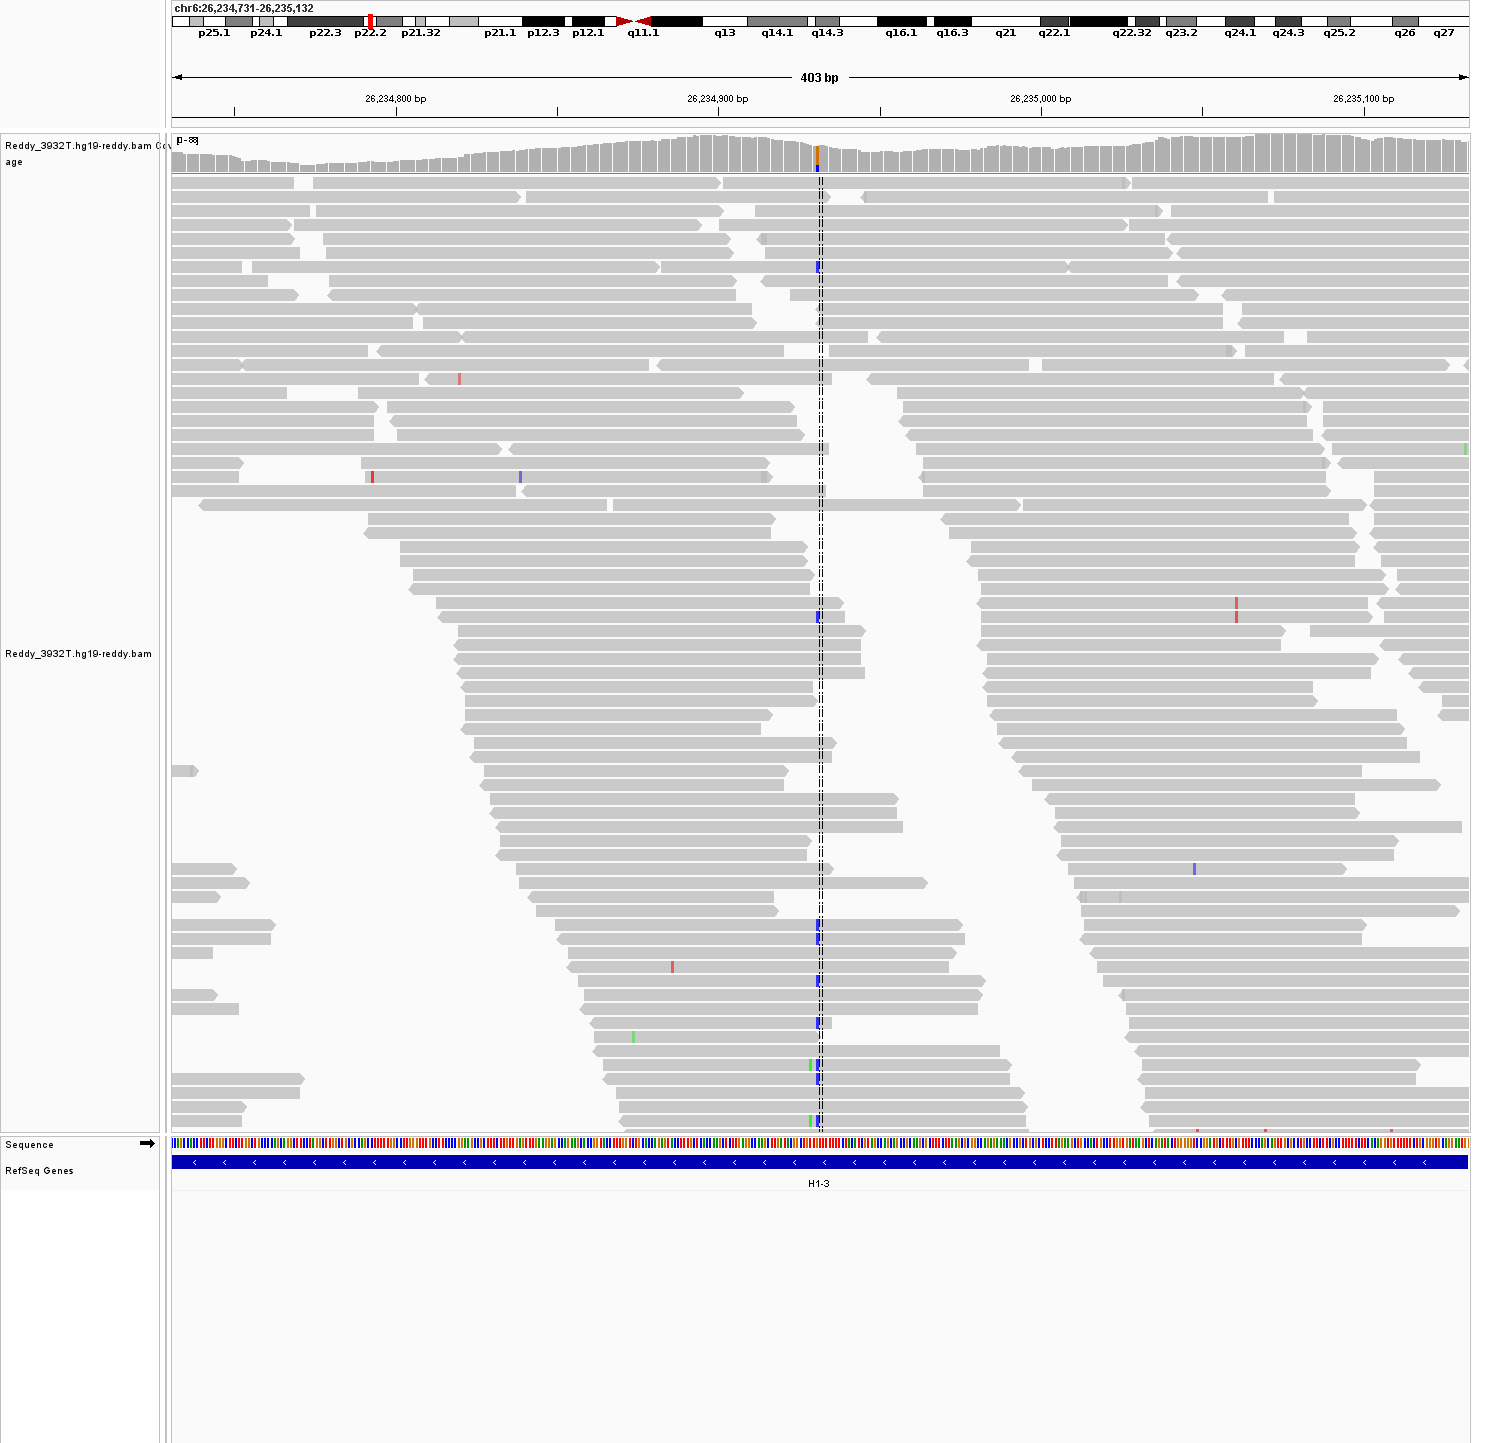 chr6:26,234,731-26,235,132
p25.1 p24.1 p22.3 p22.2 p21.32 p21.1 p12.3 p12.1 q11.1 q13 q14.1 q14.3 q16.1 q16.3 q21 q22.1 q22.32 q23.2 q24.1 q24.3 q25.2 q26 q27
403 bp
26,234,800 bp 26,234,900 bp 26,235,000 bp 26,235,100 bp
Reddy_3932T.hg19-reddy.bam Cov
age
Reddy_3932T.hg19-reddy.bam
Sequence
RefSeq Genes
H1-3